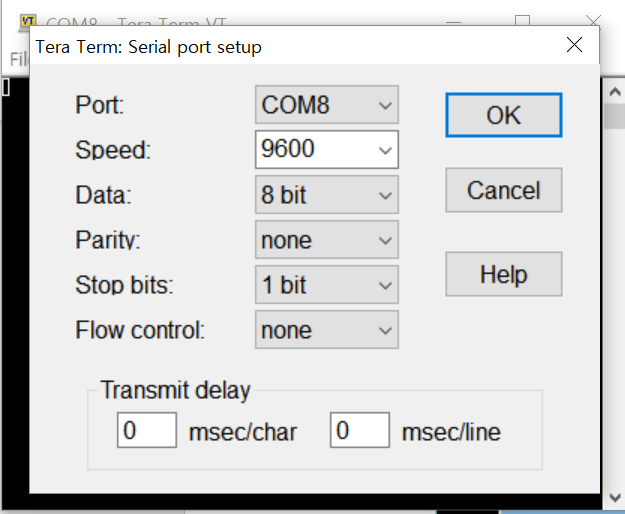 COM8 - Tera Term VT
Tera Term: Serial port setup
Fil
Port:
COM8
OK
Speed:
9600
Data:
8 bit
Cancel
Parity:
none
Stop bits:
1 bit
Help
Flow control:
none
Transmit delay
0
msec/char
0
msec/line